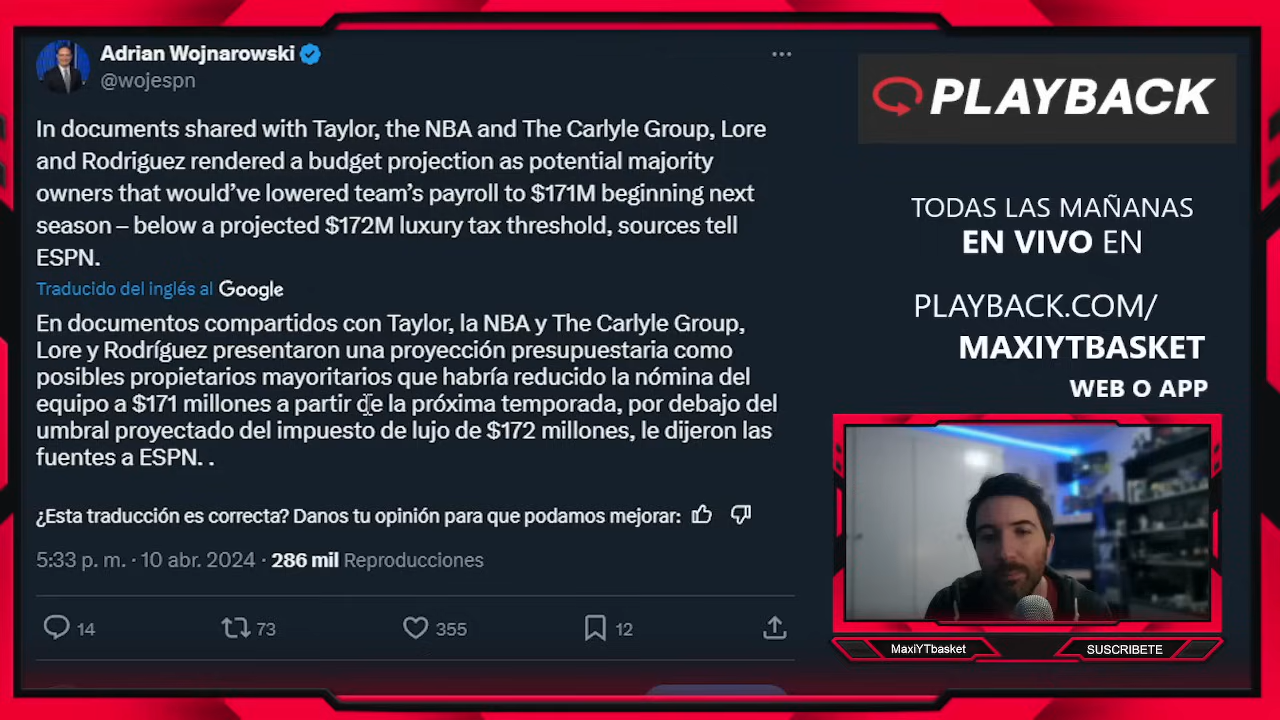 Adrian Wojnarowski
@wojespn
In documents shared with Taylor, the NBA and The Carlyle Group, Lore
and Rodriguez rendered a budget projection as potential majority
owners that would’ve lowered team’s payroll to $171M beginning next
season – below a projected $172M luxury tax threshold, sources tell
ESPN.
Traducido del inglés al Google
En documentos compartidos con Taylor, la NBA y The Carlyle Group,
Lore y Rodríguez presentaron una proyección presupuestaria como
posibles propietarios mayoritarios que habría reducido la nómina del
equipo a $171 millones a partir de la próxima temporada, por debajo del
umbral proyectado del impuesto de lujo de $172 millones, le dijeron las
fuentes a ESPN. .
¿Esta traducción es correcta? Danos tu opinión para que podamos mejorar:
5:33 p. m. · 10 abr. 2024 · 286 mil Reproducciones
14 73 355 12
PLAYBACK
TODAS LAS MAÑANAS
EN VIVO EN
PLAYBACK.COM/
MAXIYTBASKET
WEB O APP
MaxiYTbasket
SUSCRIBETE